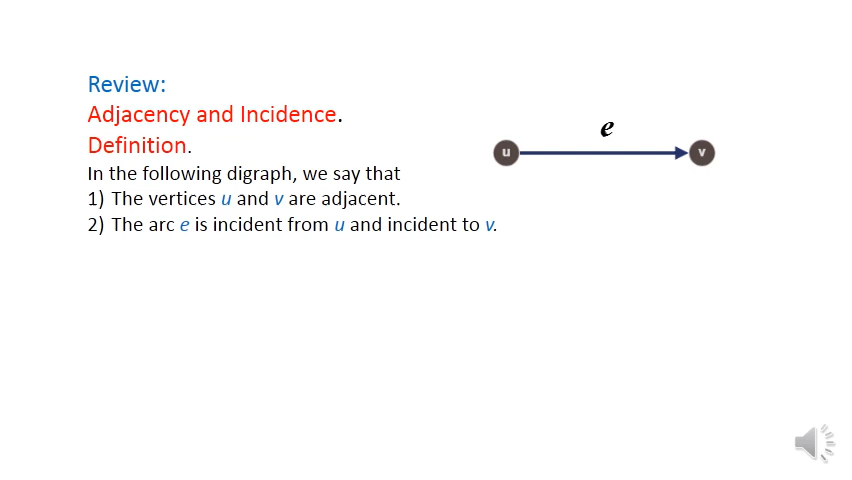 Review:
Adjacency and Incidence.
Definition.
In the following digraph, we say that
1) The vertices u and v are adjacent.
2) The arc e is incident from u and incident to v.
e
u
v